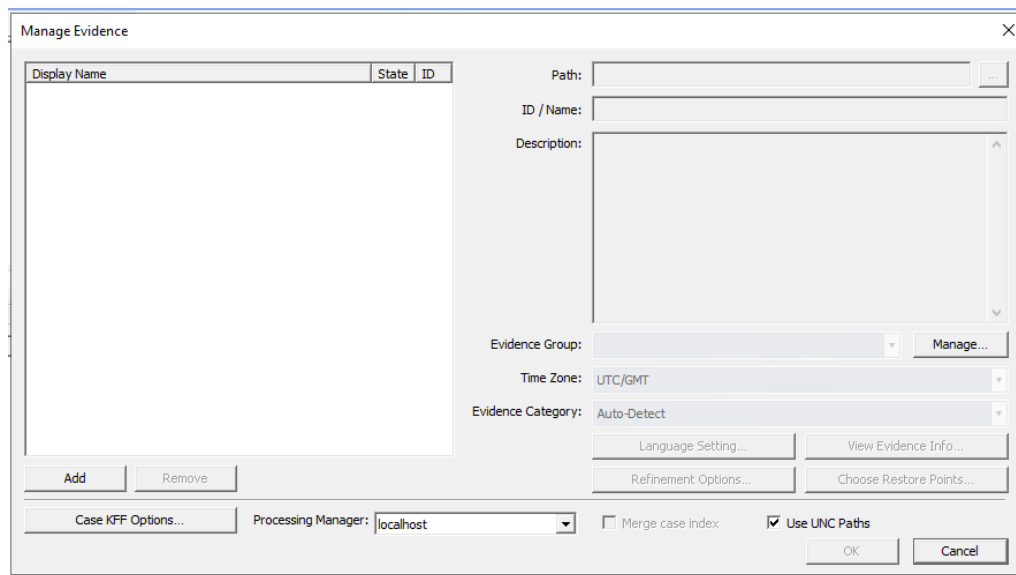 Manage Evidence
Display Name State ID
Path: ...
ID / Name:
Description:
Evidence Group: Manage...
Time Zone: UTC/GMT
Evidence Category: Auto-Detect
Language Setting... View Evidence Info...
Add Remove Refinement Options... Choose Restore Points...
Case KFF Options... Processing Manager: localhost Merge case index Use UNC Paths
OK Cancel